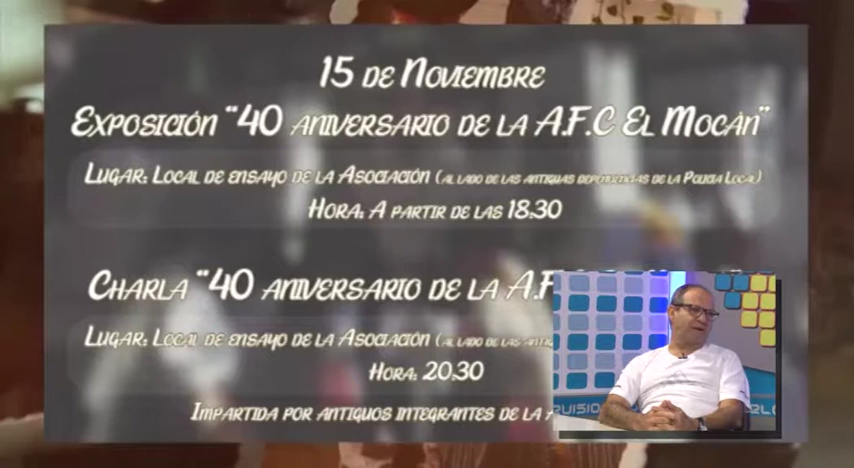 15 DE NOVIEMBRE
EXPOSICIÓN "40 ANIVERSARIO DE LA A.F.C EL MOCÁN"
LUGAR: LOCAL DE ENSAYO DE LA ASOCIACIÓN (AL LADO DE LAS ANTIGUAS DEPENDENCIAS DE LA POLICIA LOCAL)
HORA: A PARTIR DE LAS 18.30
CHARLA "40 ANIVERSARIO DE LA A.F
LUGAR: LOCAL DE ENSAYO DE LA ASOCIACIÓN (AL LADO DE LAS ANTIG
HORA: 20,30
IMPARTIDA POR ANTIGUOS INTEGRANTES DE LA A